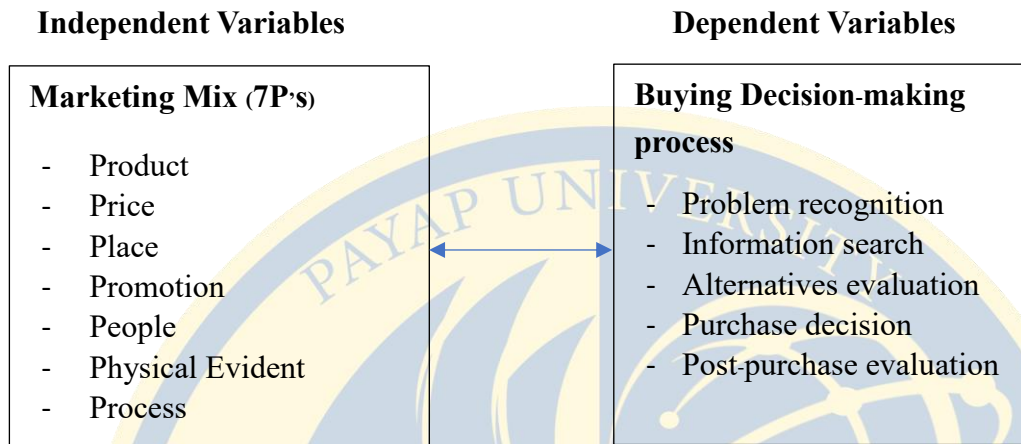 Independent Variables
Marketing Mix (7P's)
- Product
- Price
- Place
- Promotion
- People
- Physical Evident
- Process
Dependent Variables
Buying Decision-making
process
- Problem recognition
- Information search
- Alternatives evaluation
- Purchase decision
- Post-purchase evaluation
PAYAP UNIVERSITY